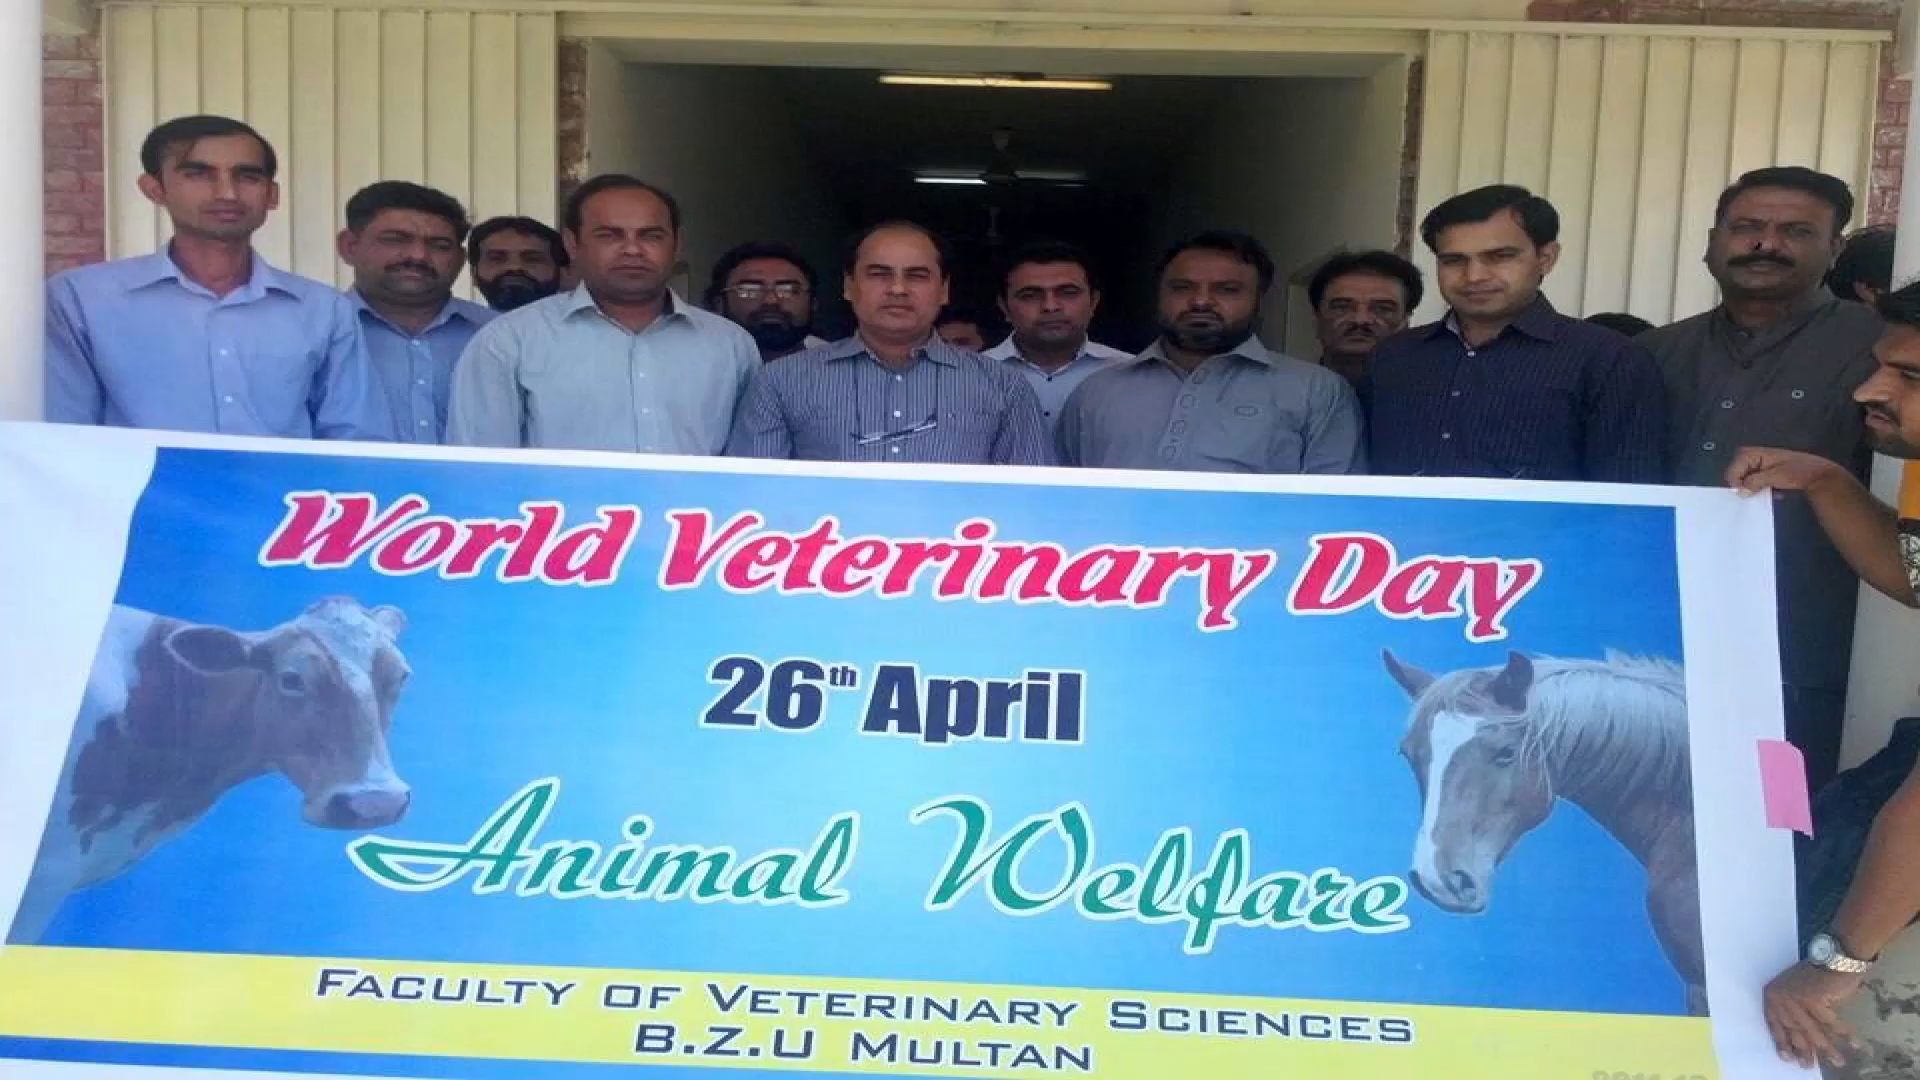 World Veterinary Day
26th April
Animal Welfare
FACULTY OF VETERINARY SCIENCES
B.Z.U MULTAN